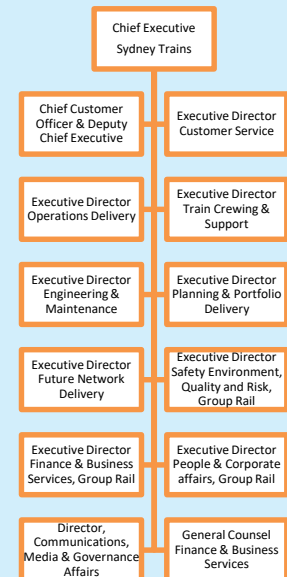 Chief Executive
Sydney Trains
Chief Customer
Officer & Deputy
Chief Executive
Executive Director
Customer Service
Executive Director
Operations Delivery
Executive Director
Train Crewing &
Support
Executive Director
Engineering &
Maintenance
Executive Director
Planning & Portfolio
Delivery
Executive Director
Future Network
Delivery
Executive Director
Safety Environment,
Quality and Risk,
Group Rail
Executive Director
Finance & Business
Services, Group Rail
Executive Director
People & Corporate
affairs, Group Rail
Director,
Communications,
Media & Governance
Affairs
General Counsel
Finance & Business
Services